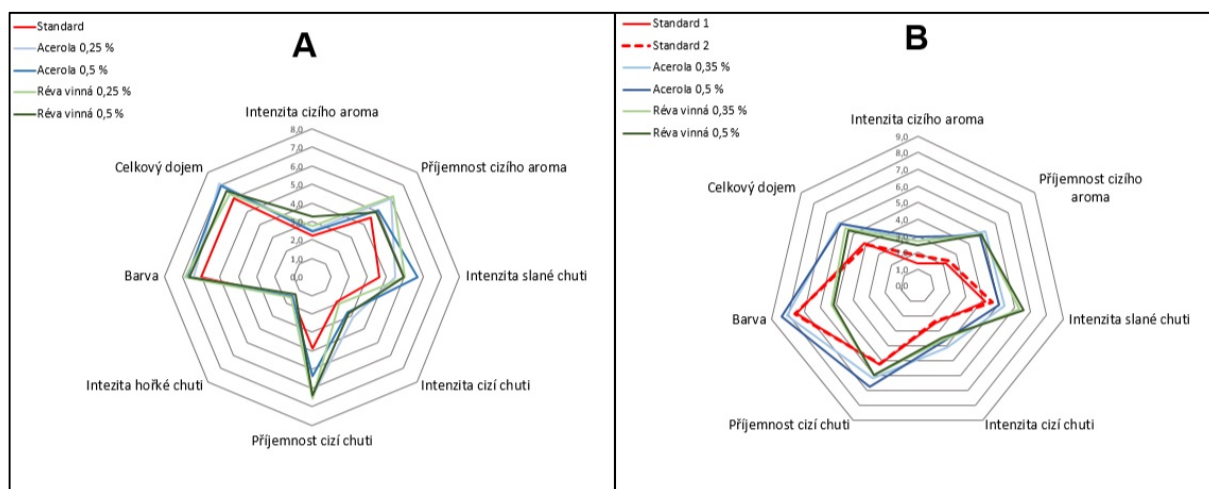 Standard
Acerola 0,25 %
Acerola 0,5 %
Réva vinná 0,25 %
Réva vinná 0,5 %
A
Intenzita cizího aroma
Příjemnost cizího aroma
Intenzita slané chuti
Intenzita cizí chuti
Příjemnost cizí chuti
Intezita hořké chuti
Barva
Celkový dojem
8,0
7,0
6,0
5,0
4,0
3,0
2,0
1,0
0,0
Standard 1
Standard 2
Acerola 0,35 %
Acerola 0,5 %
Réva vinná 0,35 %
Réva vinná 0,5 %
B
Intenzita cizího aroma
Příjemnost cizího
aroma
Intenzita slané chuti
Intenzita cizí chuti
Příjemnost cizí chuti
Barva
Celkový dojem
9,0
8,0
7,0
6,0
5,0
4,0
3,0
2,0
1,0
0,0